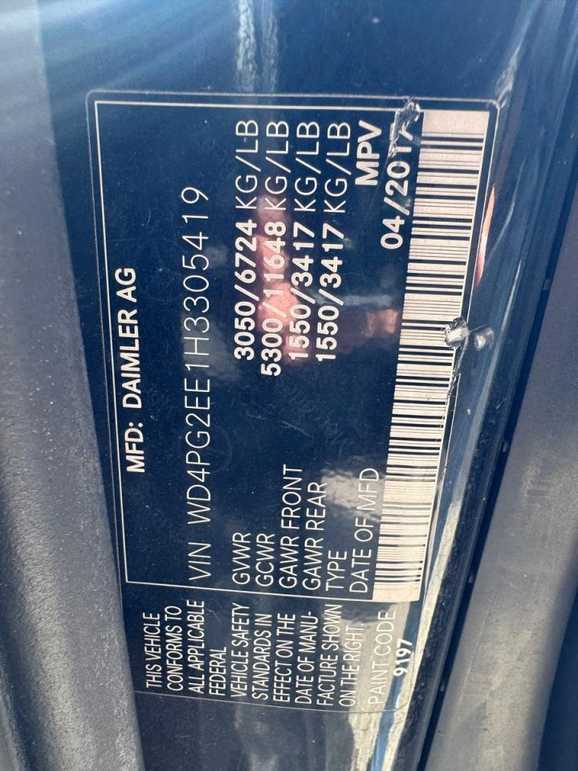 MFD: DAIMLER AG
VIN WD4PG2EE1H3305419
GVWR 3050/6724 KG/LB
GCWR 5300/11648 KG/LB
GAWR FRONT 1550/3417 KG/LB
GAWR REAR 1550/3417 KG/LB
TYPE MPV
DATE OF MFD 04/2017
THIS VEHICLE
CONFORMS TO
ALL APPLICABLE
FEDERAL
VEHICLE SAFETY
STANDARDS IN
EFFECT ON THE
DATE OF MANU-
FACTURE SHOWN
ON THE RIGHT.
PAINT CODE
9197